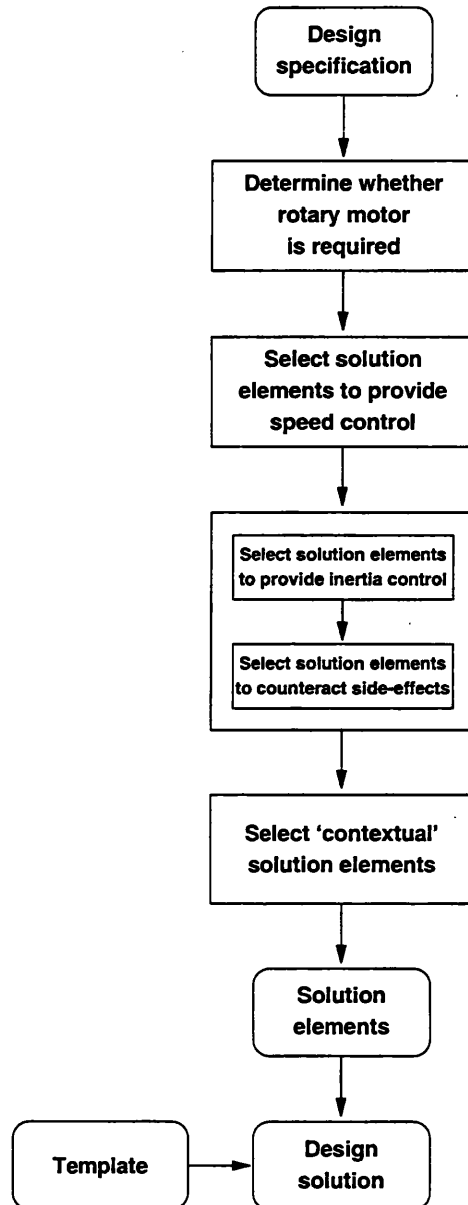 Design
specification
Determine whether
rotary motor
is required
Select solution
elements to provide
speed control
Select solution elements
to provide inertia control
Select solution elements
to counteract side-effects
Select ‘contextual’
solution elements
Solution
elements
Template
Design
solution